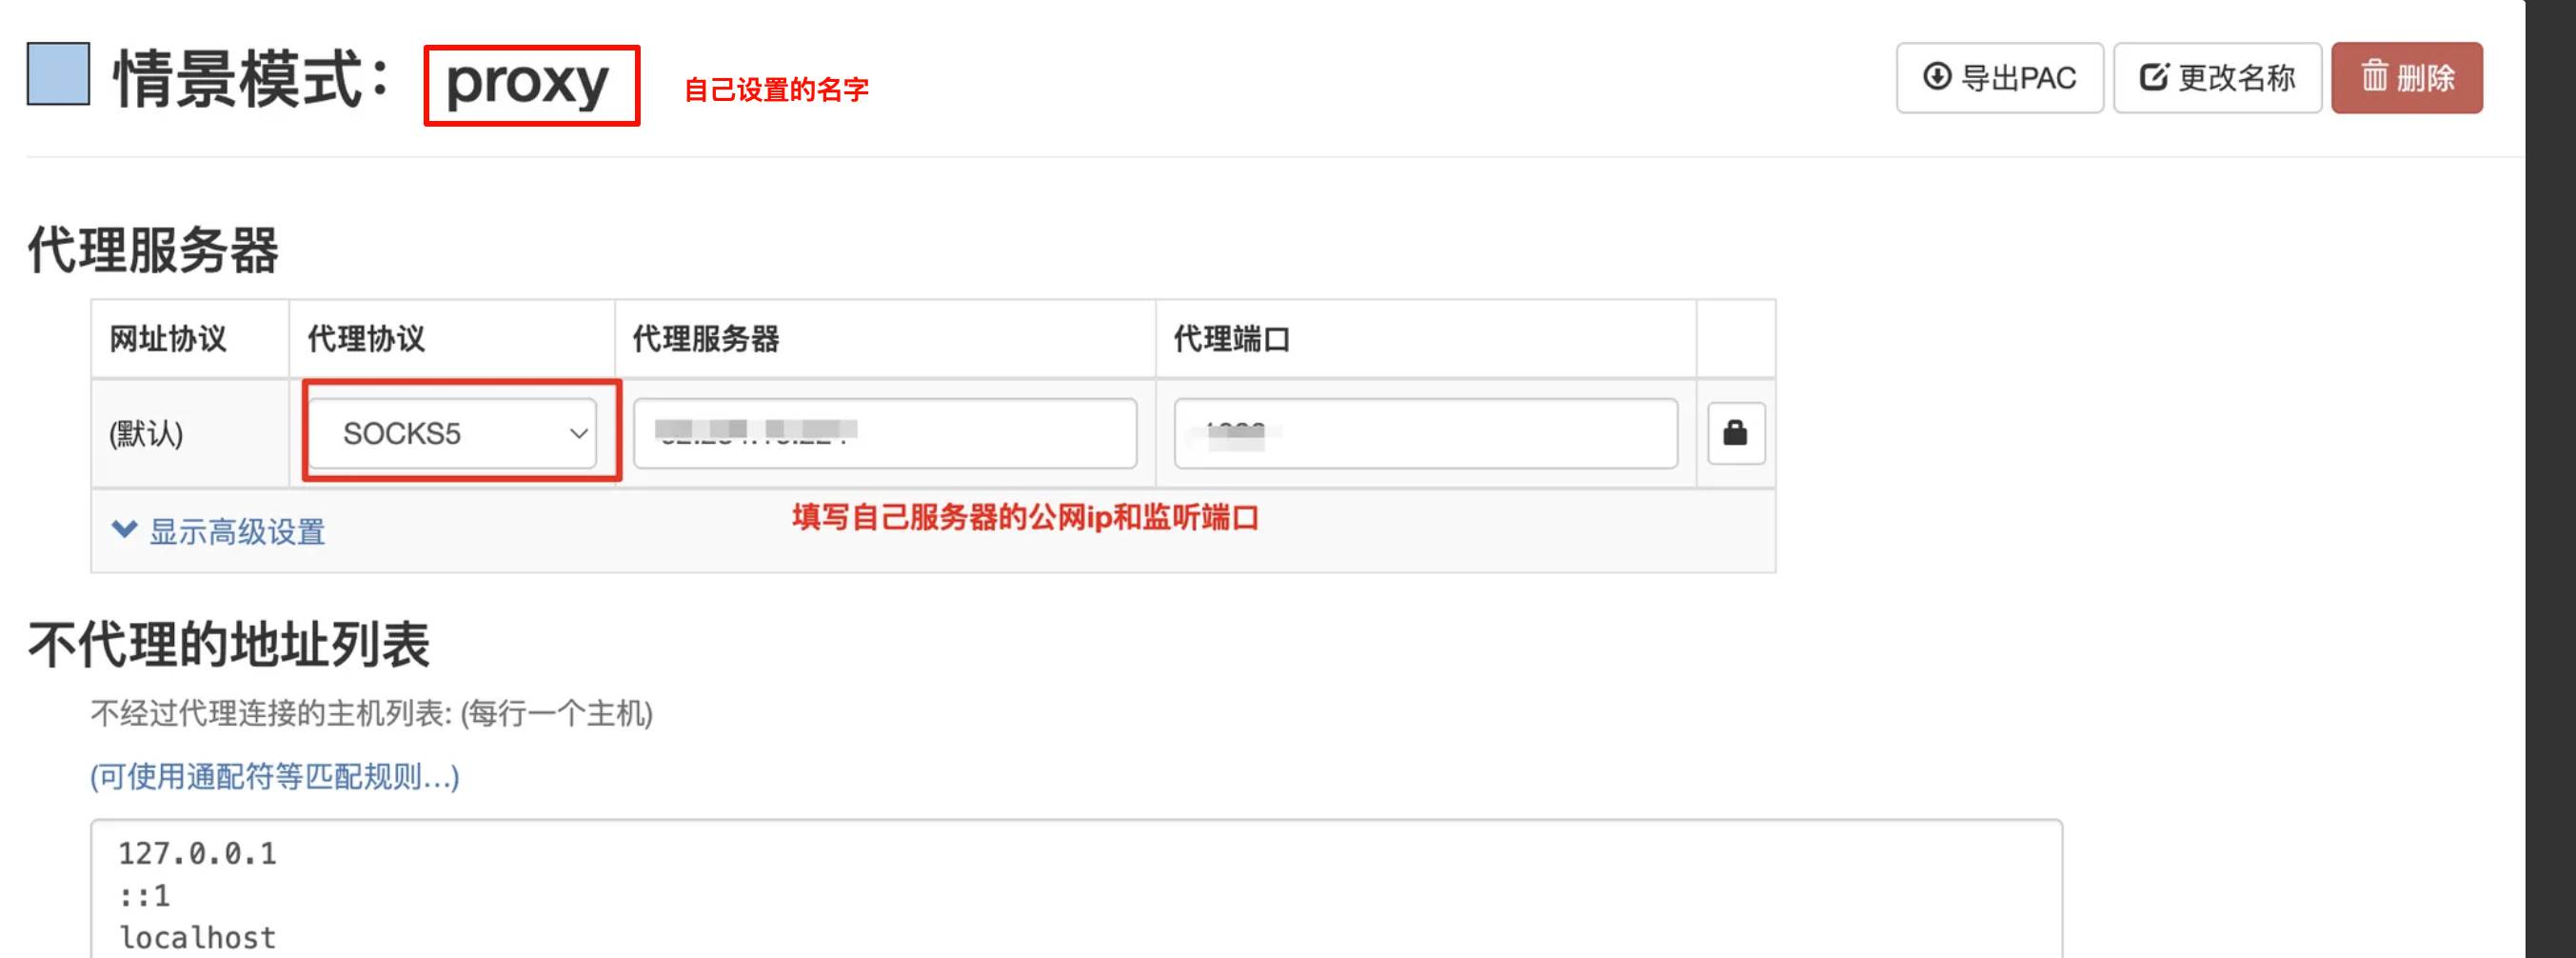 情景模式：proxy 自己设置的名字 导出PAC 更改名称 删除
代理服务器
网址协议 代理协议 代理服务器 代理端口
(默认) SOCKS5
填写自己服务器的公网ip和监听端口
显示高级设置
不代理的地址列表
不经过代理连接的主机列表: (每行一个主机)
(可使用通配符等匹配规则…)
127.0.0.1
::1
localhost